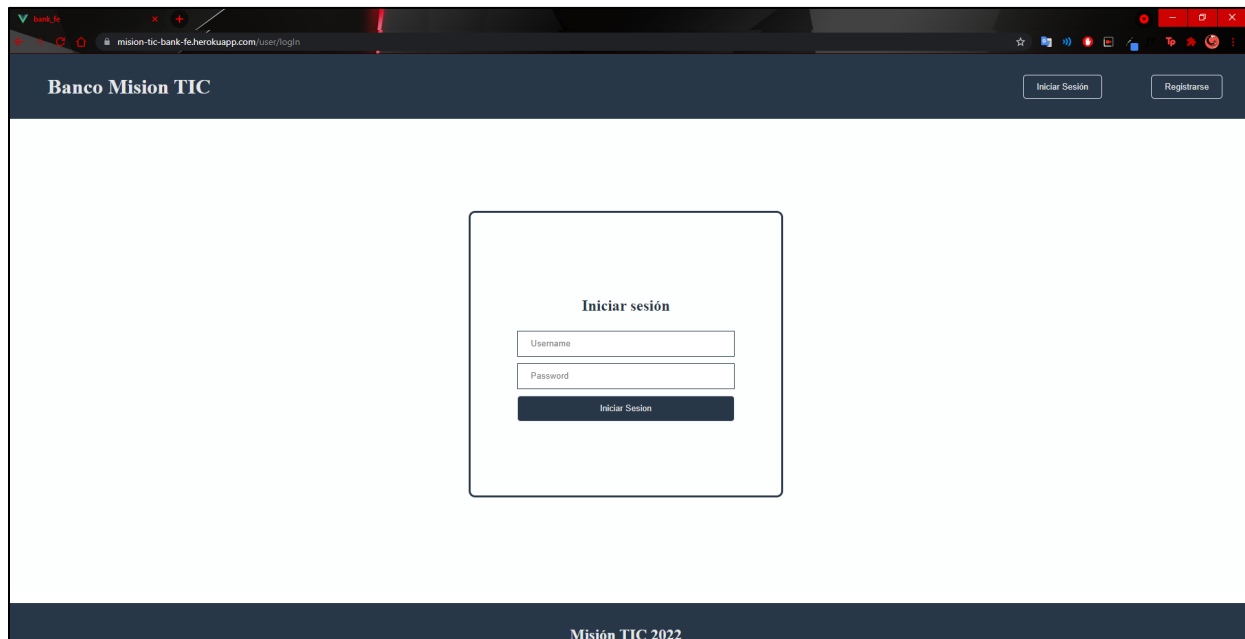 bank_fe
mision-tic-bank-fe.herokuapp.com/user/logIn
Banco Mision TIC
Iniciar Sesión
Registrarse
Iniciar sesión
Username
Password
Iniciar Sesion
Misión TIC 2022